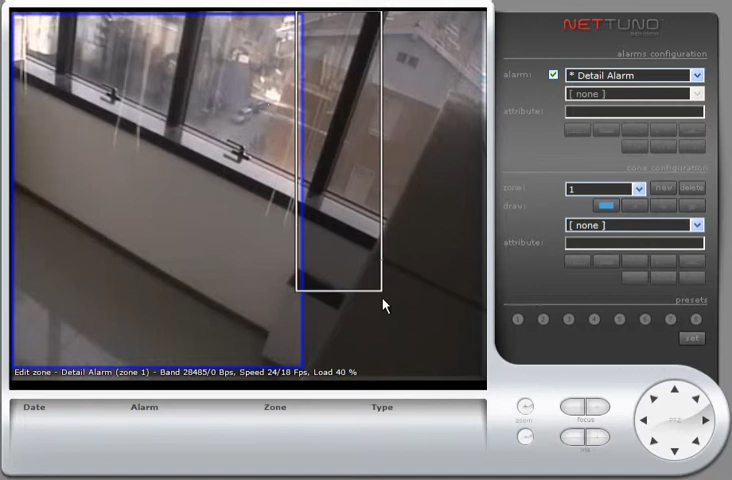 NETTUNO
alarms configuration
alarm: * Detail Alarm
[ none ]
attribute:
zone configuration
zone: 1 new delete
draw:
[ none ]
attribute:
presets
1 2 3 4 5 6 7 8
set
Edit zone - Detail Alarm (zone 1) - Band 28485/0 Bps, Speed 24/18 Fps, Load 40 %
Date Alarm Zone Type
zoom focus PTZ
iris